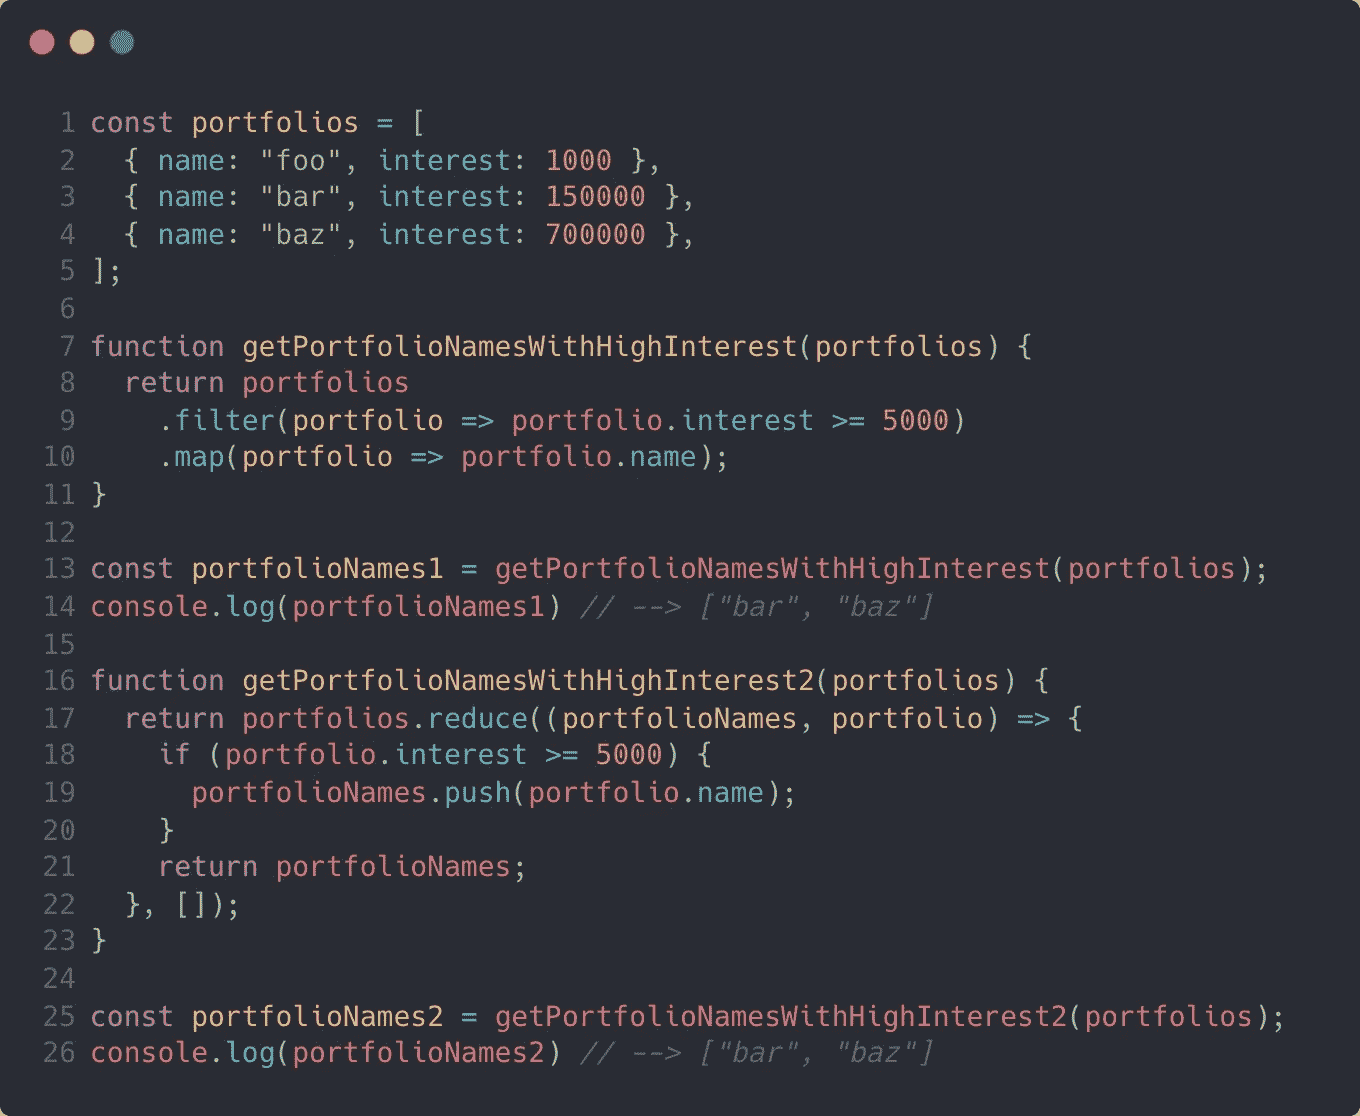 1 const portfolios = [
2   { name: "foo", interest: 1000 },
3   { name: "bar", interest: 150000 },
4   { name: "baz", interest: 700000 },
5 ];
6
7 function getPortfolioNamesWithHighInterest(portfolios) {
8   return portfolios
9     .filter(portfolio => portfolio.interest >= 5000)
10     .map(portfolio => portfolio.name);
11 }
12
13 const portfolioNames1 = getPortfolioNamesWithHighInterest(portfolios);
14 console.log(portfolioNames1) // --> ["bar", "baz"]
15
16 function getPortfolioNamesWithHighInterest2(portfolios) {
17   return portfolios.reduce((portfolioNames, portfolio) => {
18     if (portfolio.interest >= 5000) {
19       portfolioNames.push(portfolio.name);
20     }
21     return portfolioNames;
22   }, []);
23 }
24
25 const portfolioNames2 = getPortfolioNamesWithHighInterest2(portfolios);
26 console.log(portfolioNames2) // --> ["bar", "baz"]